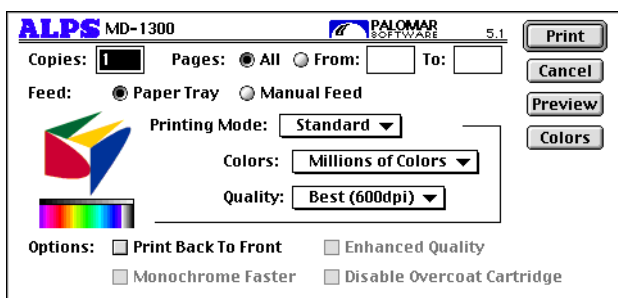 ALPS MD-1300 PALOMAR SOFTWARE 5.1 Print
Copies: 1 Pages: All From: To: Cancel
Feed: Paper Tray Manual Feed Preview
Printing Mode: Standard Colors
Colors: Millions of Colors
Quality: Best (600dpi)
Options: Print Back To Front Enhanced Quality
Monochrome Faster Disable Overcoat Cartridge